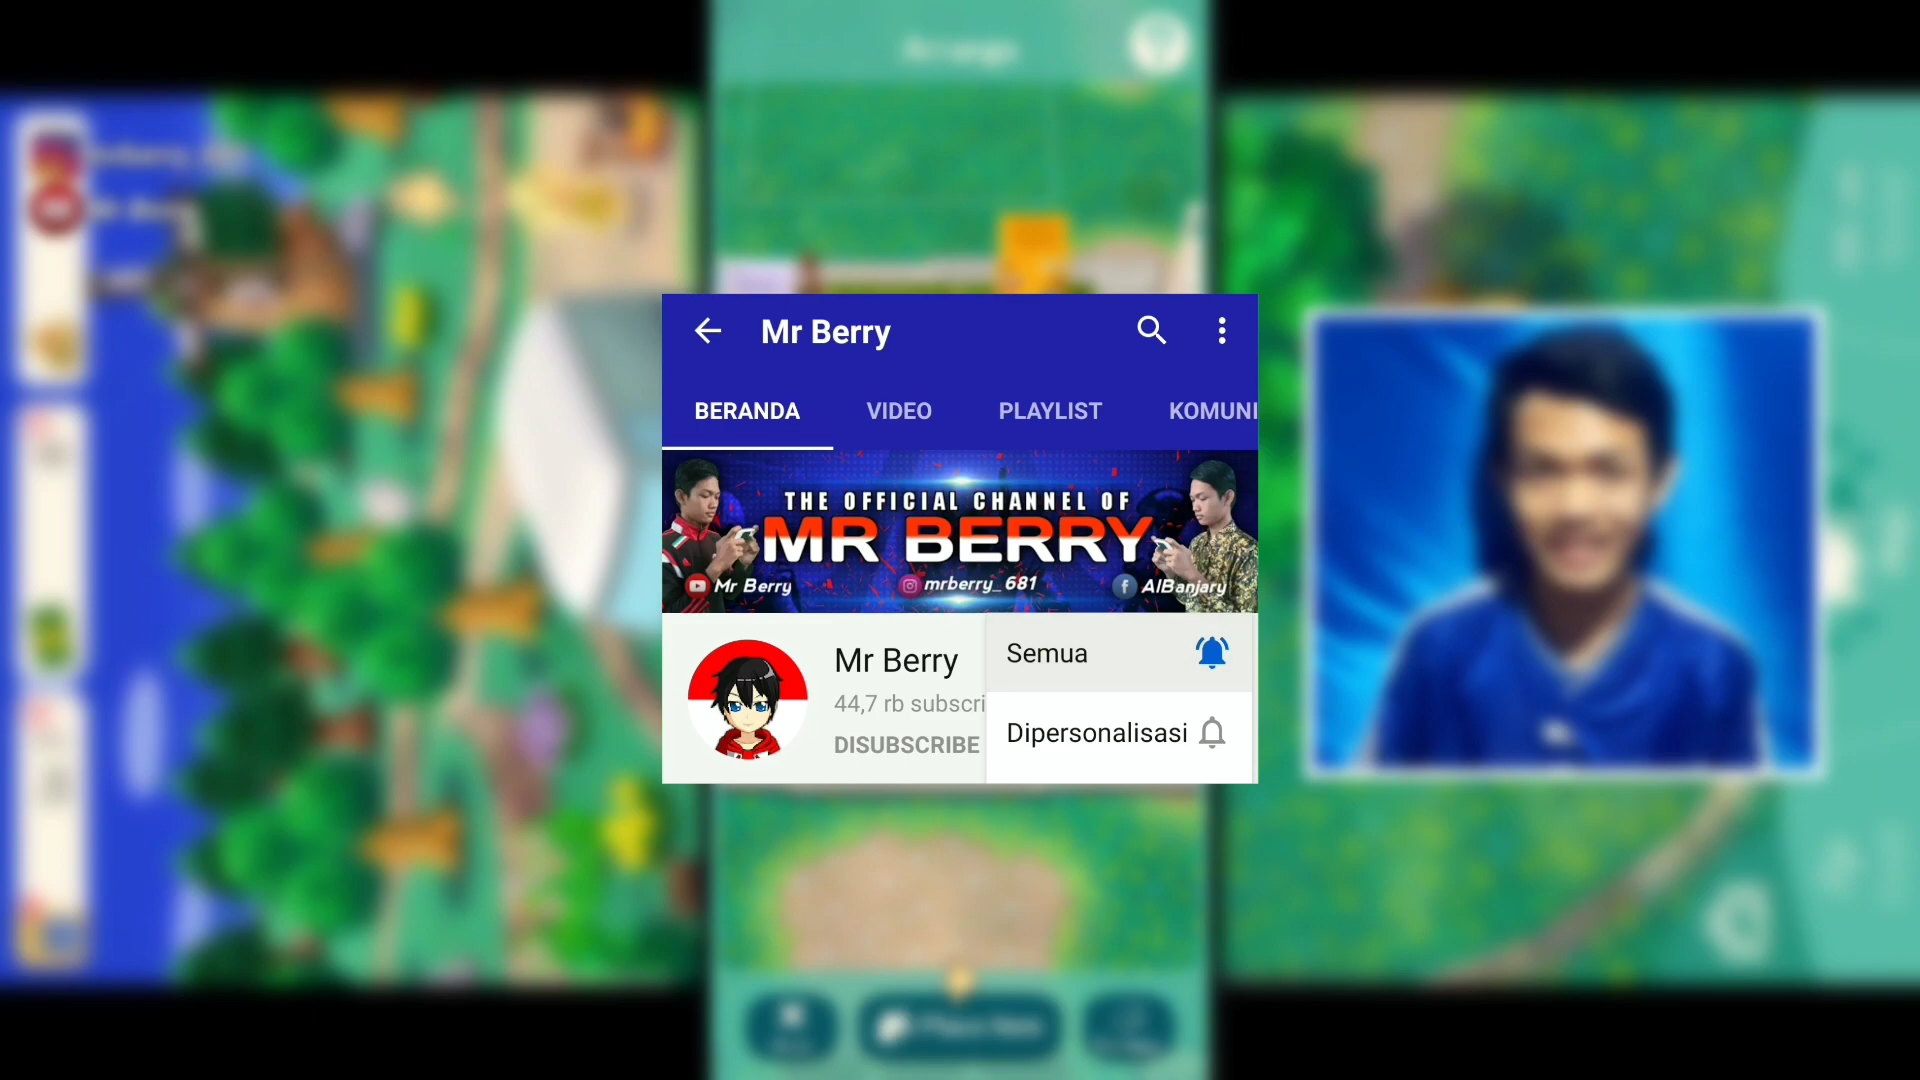 Mr Berry
BERANDA VIDEO PLAYLIST KOMUNI
THE OFFICIAL CHANNEL OF
MR BERRY
Mr Berry mrberry_681 AlBanjary
Mr Berry
44,7 rb subscri
DISUBSCRIBE
Semua
Dipersonalisasi